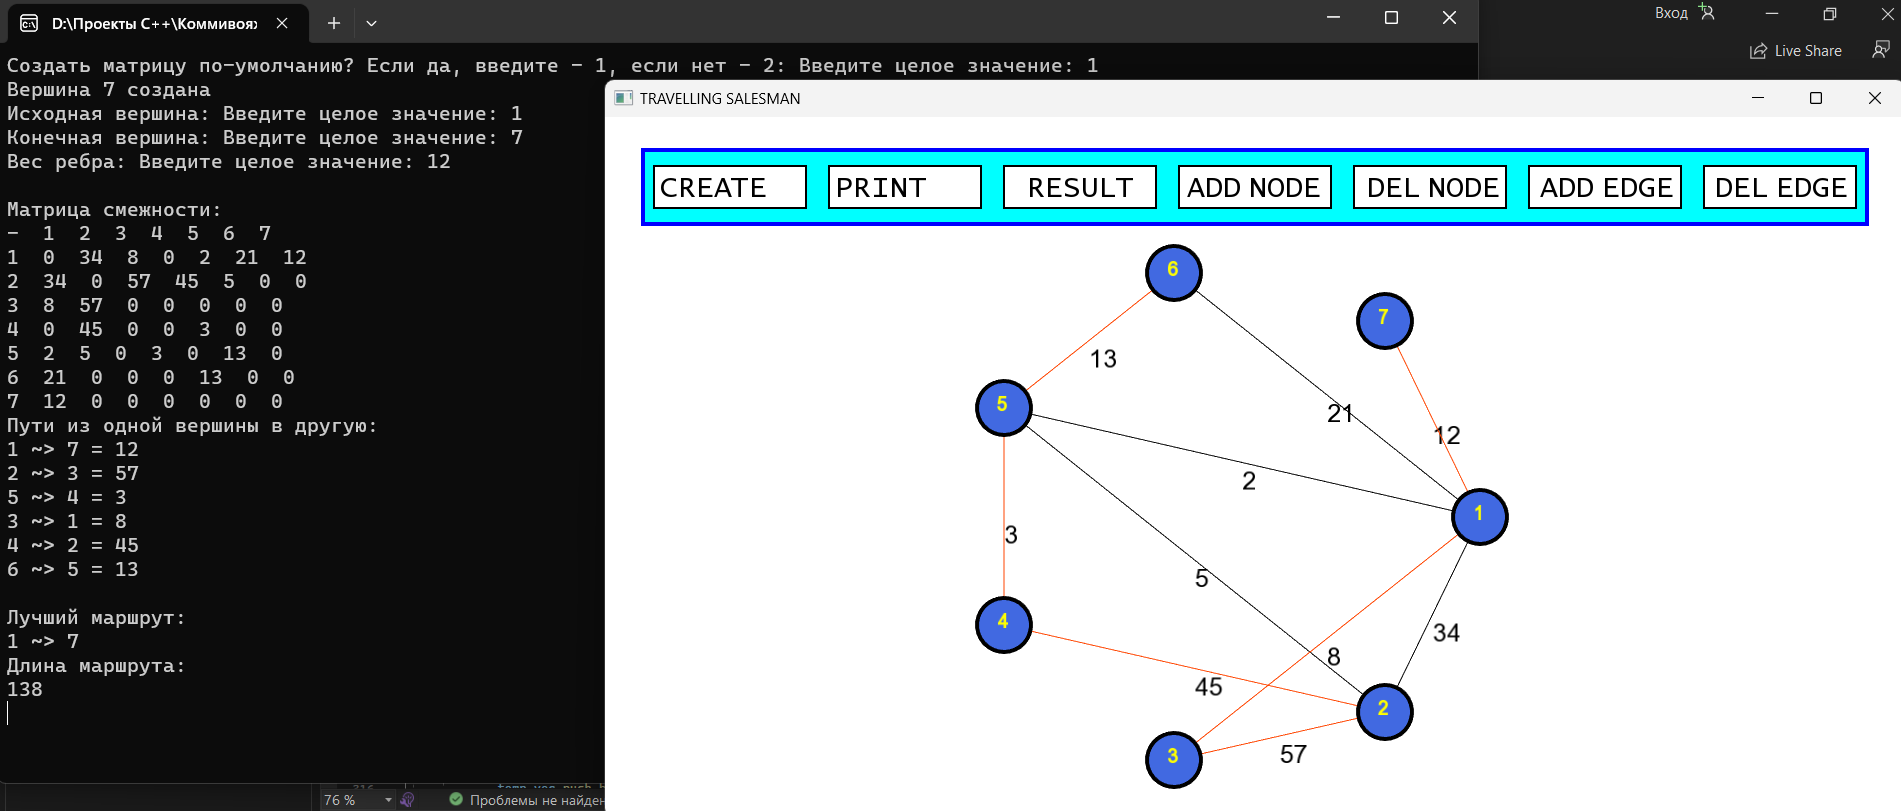 D:\Проекты С++\Коммивояж
Вход
Live Share
Создать матрицу по-умолчанию? Если да, введите - 1, если нет - 2: Введите целое значение: 1
Вершина 7 создана
Исходная вершина: Введите целое значение: 1
Конечная вершина: Введите целое значение: 7
Вес ребра: Введите целое значение: 12
Матрица смежности:
- 1 2 3 4 5 6 7
1 0 34 8 0 2 21 12
2 34 0 57 45 5 0 0
3 8 57 0 0 0 0 0
4 0 45 0 0 3 0 0
5 2 5 0 3 0 13 0
6 21 0 0 0 13 0 0
7 12 0 0 0 0 0 0
Пути из одной вершины в другую:
1 ~> 7 = 12
2 ~> 3 = 57
5 ~> 4 = 3
3 ~> 1 = 8
4 ~> 2 = 45
6 ~> 5 = 13
Лучший маршрут:
1 ~> 7
Длина маршрута:
138
TRAVELLING SALESMAN
CREATE PRINT RESULT ADD NODE DEL NODE ADD EDGE DEL EDGE
6
7
13
5
21
12
2
1
3
5
4
34
8
45
2
3
57
76 %
Проблемы не найден